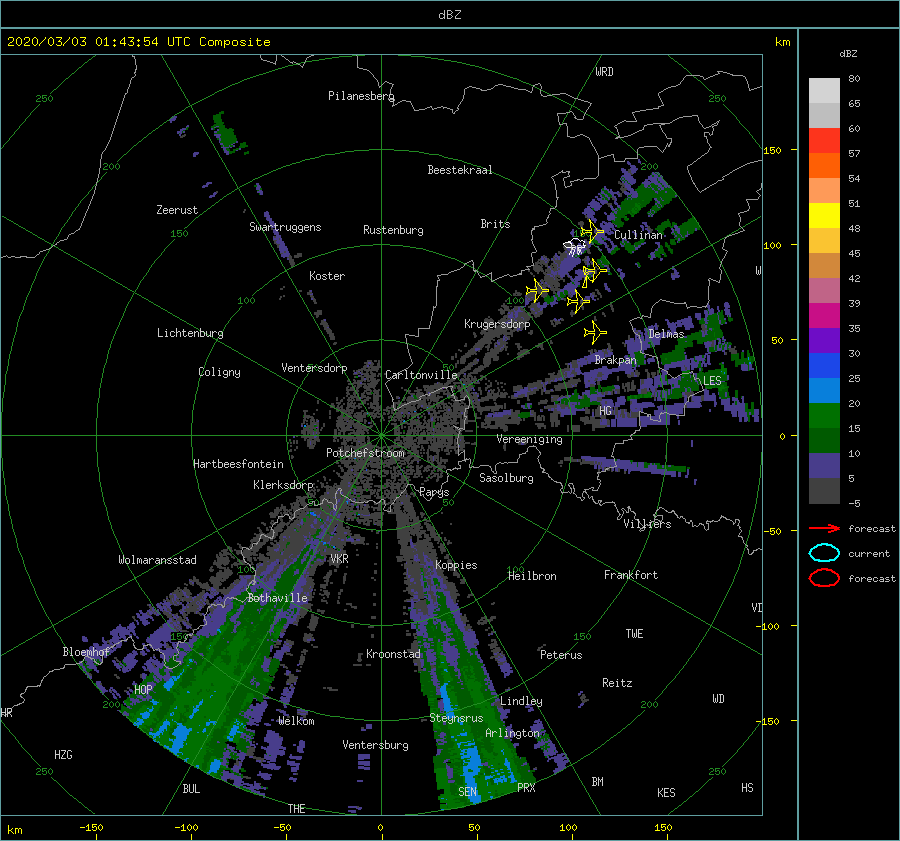 dBZ
2020/03/03 01:43:54 UTC Composite
km
dBZ
WRD
250
Pilanesberg
250
80
65
60
57
54
51
48
45
42
39
35
30
25
20
15
10
5
-5
150
200
Beestekraal
200
Zeerust
150
Swartruggens
Rustenburg
Brits
Cullinan
100
W
Koster
100
100
Krugersdorp
Lichtenburg
Delmas
50
Ventersdorp
Carltonville
Brakpan
Coligny
LES
HG
0
Vereeniging
Potchefstroom
Hartbeesfontein
Klerksdorp
Sasolburg
Parys
50
50
Villiers
-50
forecast
current
forecast
Wolmaransstad
VKR
Koppies
100
100
Heilbron
Frankfort
Bothaville
VD
-100
150
150
TWE
Bloemhof
Kroonstad
Peterus
HOP
Reitz
WD
HR
200
Lindley
200
Welkom
Steynsrus
-150
Arlington
HZG
Ventersburg
250
250
BUL
SEN
PRX
BM
KES
HS
THE
km
-150
-100
-50
0
50
100
150